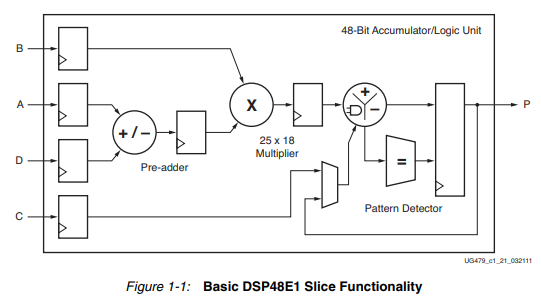 48-Bit Accumulator/Logic Unit
B
A
D
C
+/–
Pre-adder
X
25 x 18
Multiplier
+
–
=
P
Pattern Detector
UG479_c1_21_032111
Figure 1-1: Basic DSP48E1 Slice Functionality